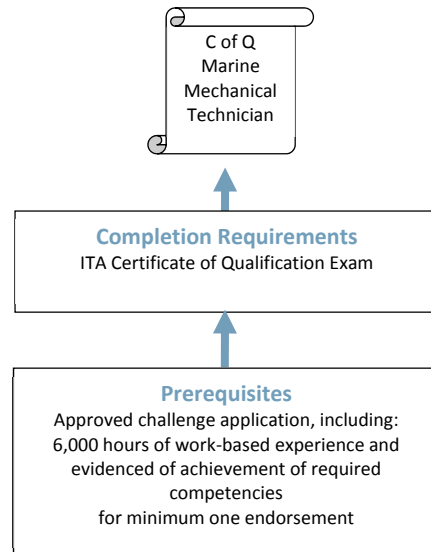 C of Q
Marine
Mechanical
Technician
Completion Requirements
ITA Certificate of Qualification Exam
Prerequisites
Approved challenge application, including:
6,000 hours of work-based experience and
evidenced of achievement of required
competencies
for minimum one endorsement